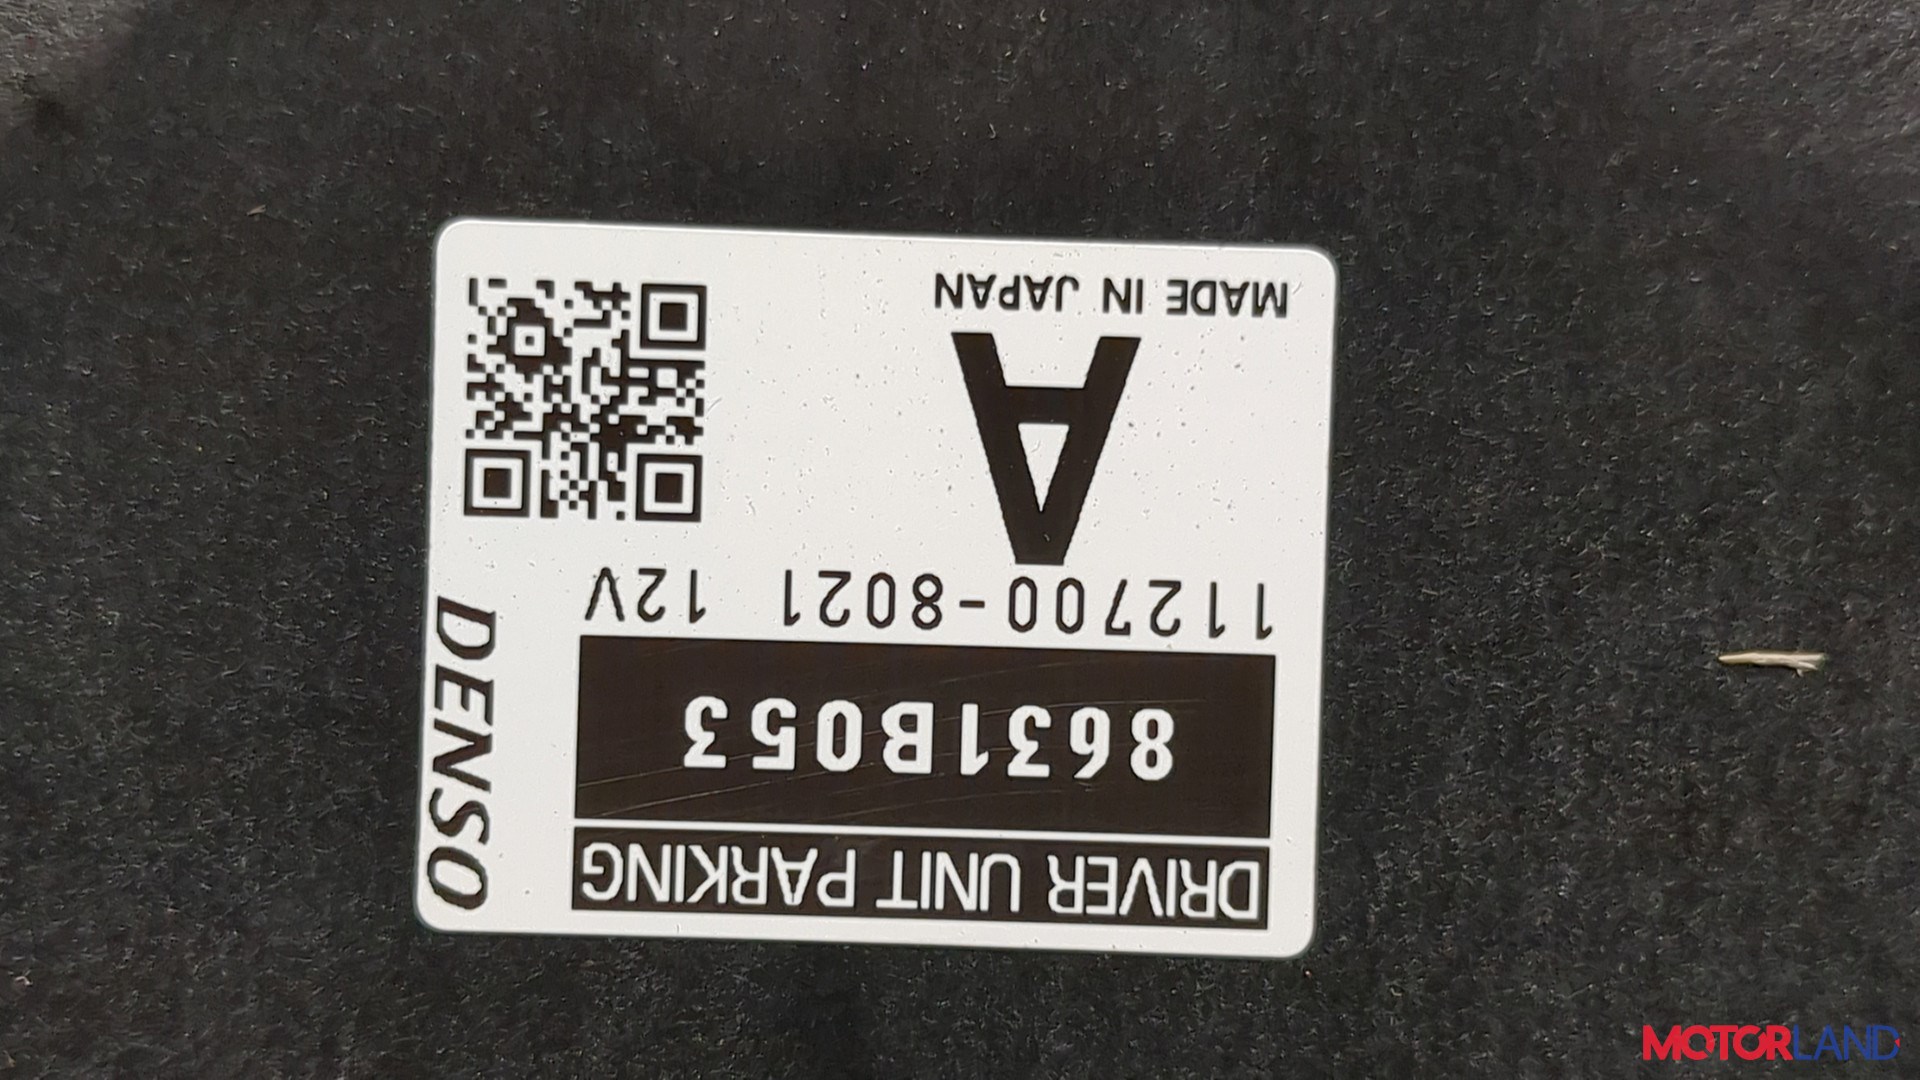 DRIVER UNIT PARKING
8631B053
112700-8021 12V
A
MADE IN JAPAN
DENSO
MOTORLAND